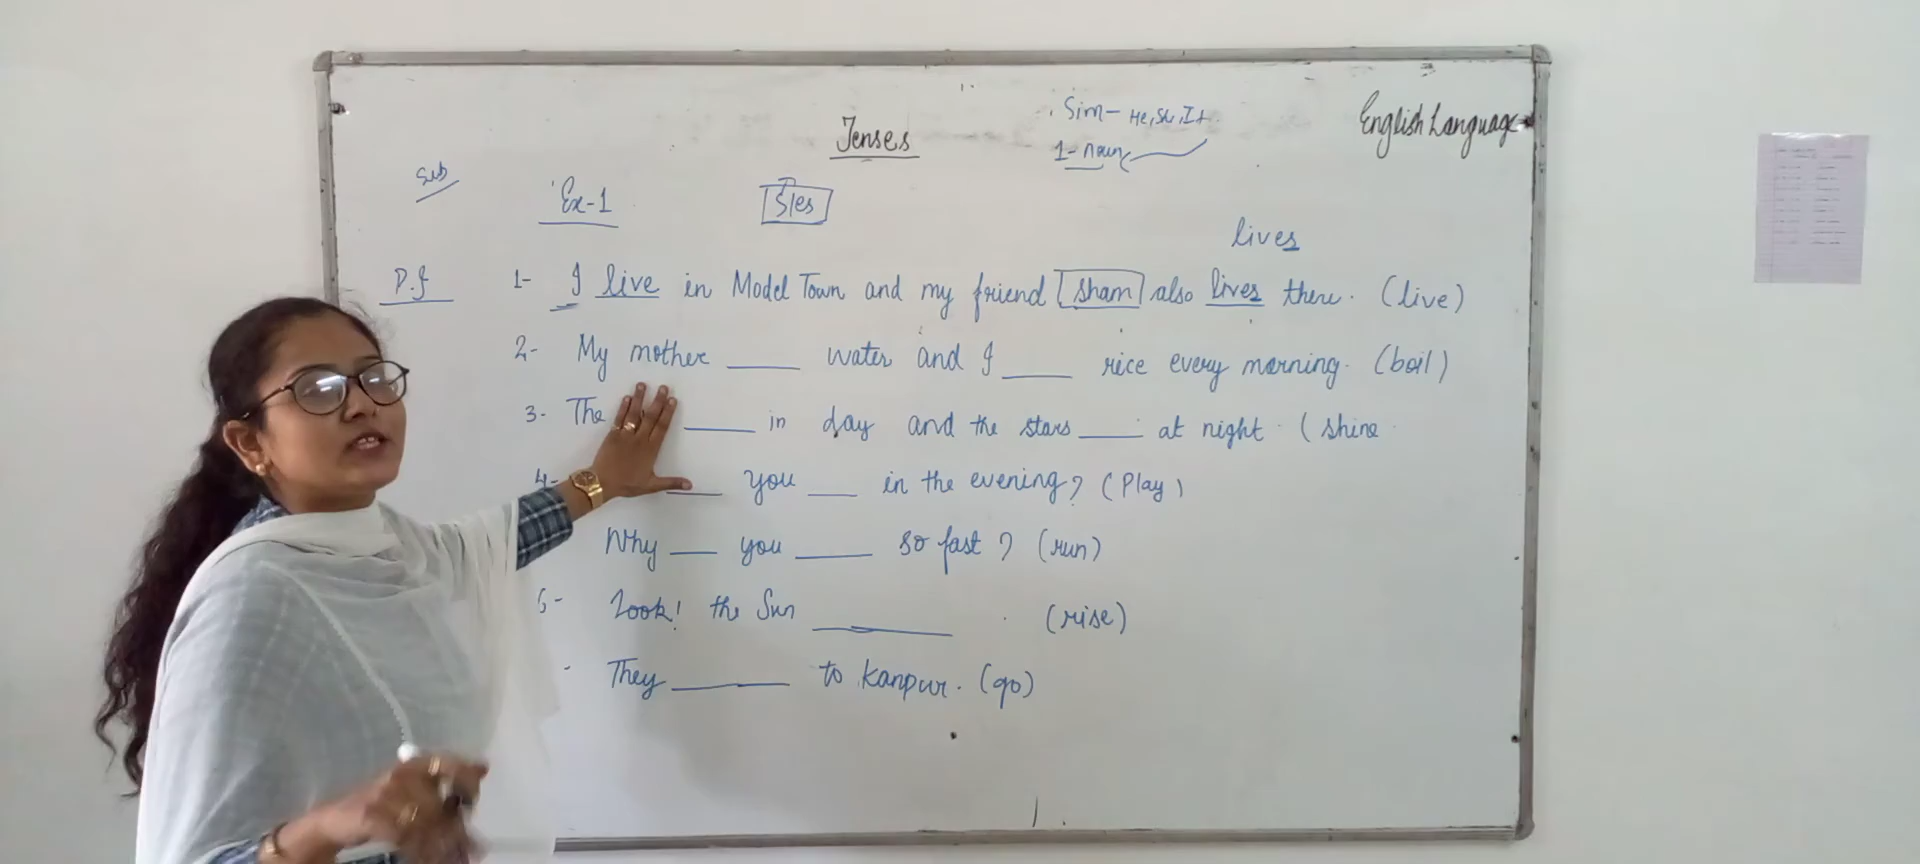 Tenses
Sim- He, She, It
1- noun
English Language
Sub
Ex-1
S/es
lives
P.f
1- I live in Model Town and my friend Sham also lives there. (live)
2- My mother ____ water and I ____ rice every morning. (boil)
3. The ____ in day and the stars ____ at night. (shine
4- ____ you ____ in the evening? (Play)
Why ____ you ____ so fast? (run)
Look! the Sun ____ (rise)
They ____ to Kanpur. (go)